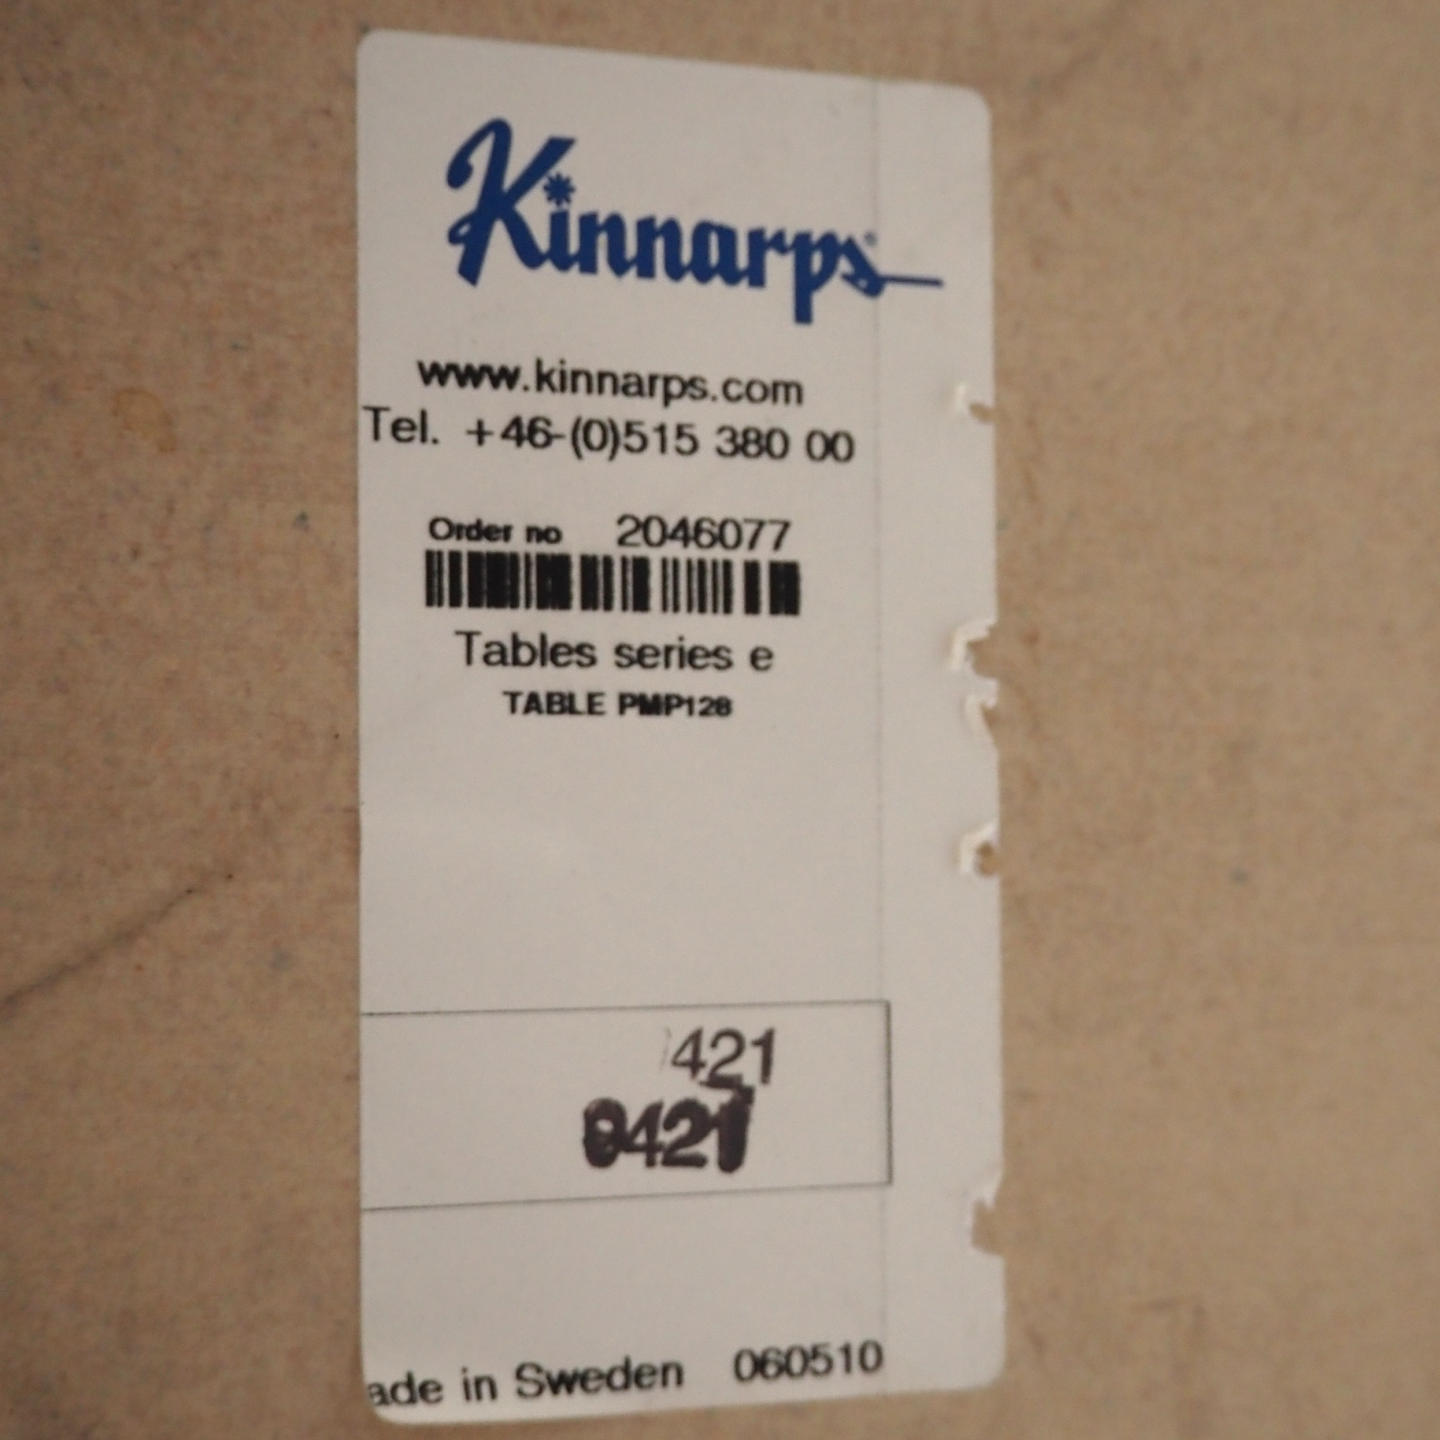 Kinnarps
www.kinnarps.com
Tel. +46-(0)515 380 00
Order no 2046077
Tables series e
TABLE PMP128
421
0421
ade in Sweden 060510